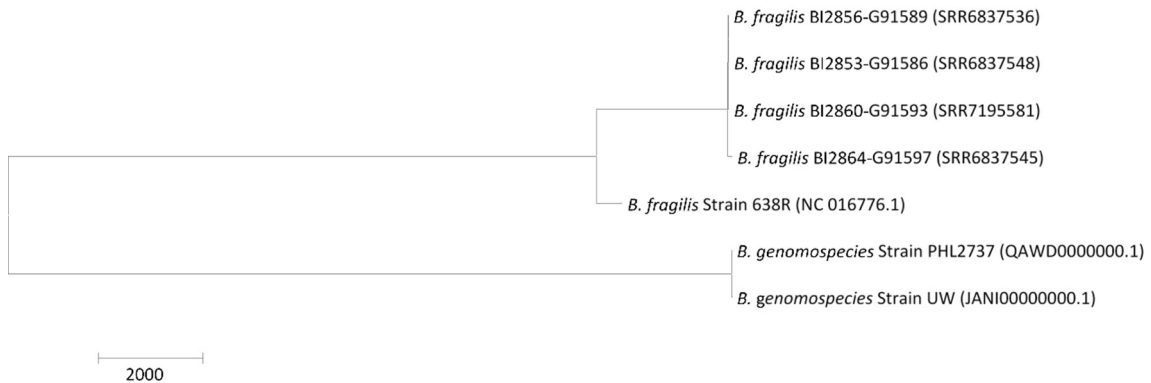 B. fragilis BI2856-G91589 (SRR6837536)
B. fragilis BI2853-G91586 (SRR6837548)
B. fragilis BI2860-G91593 (SRR7195581)
B. fragilis BI2864-G91597 (SRR6837545)
B. fragilis Strain 638R (NC 016776.1)
B. genomospecies Strain PHL2737 (QAWD0000000.1)
B. genomospecies Strain UW (JANI00000000.1)
2000